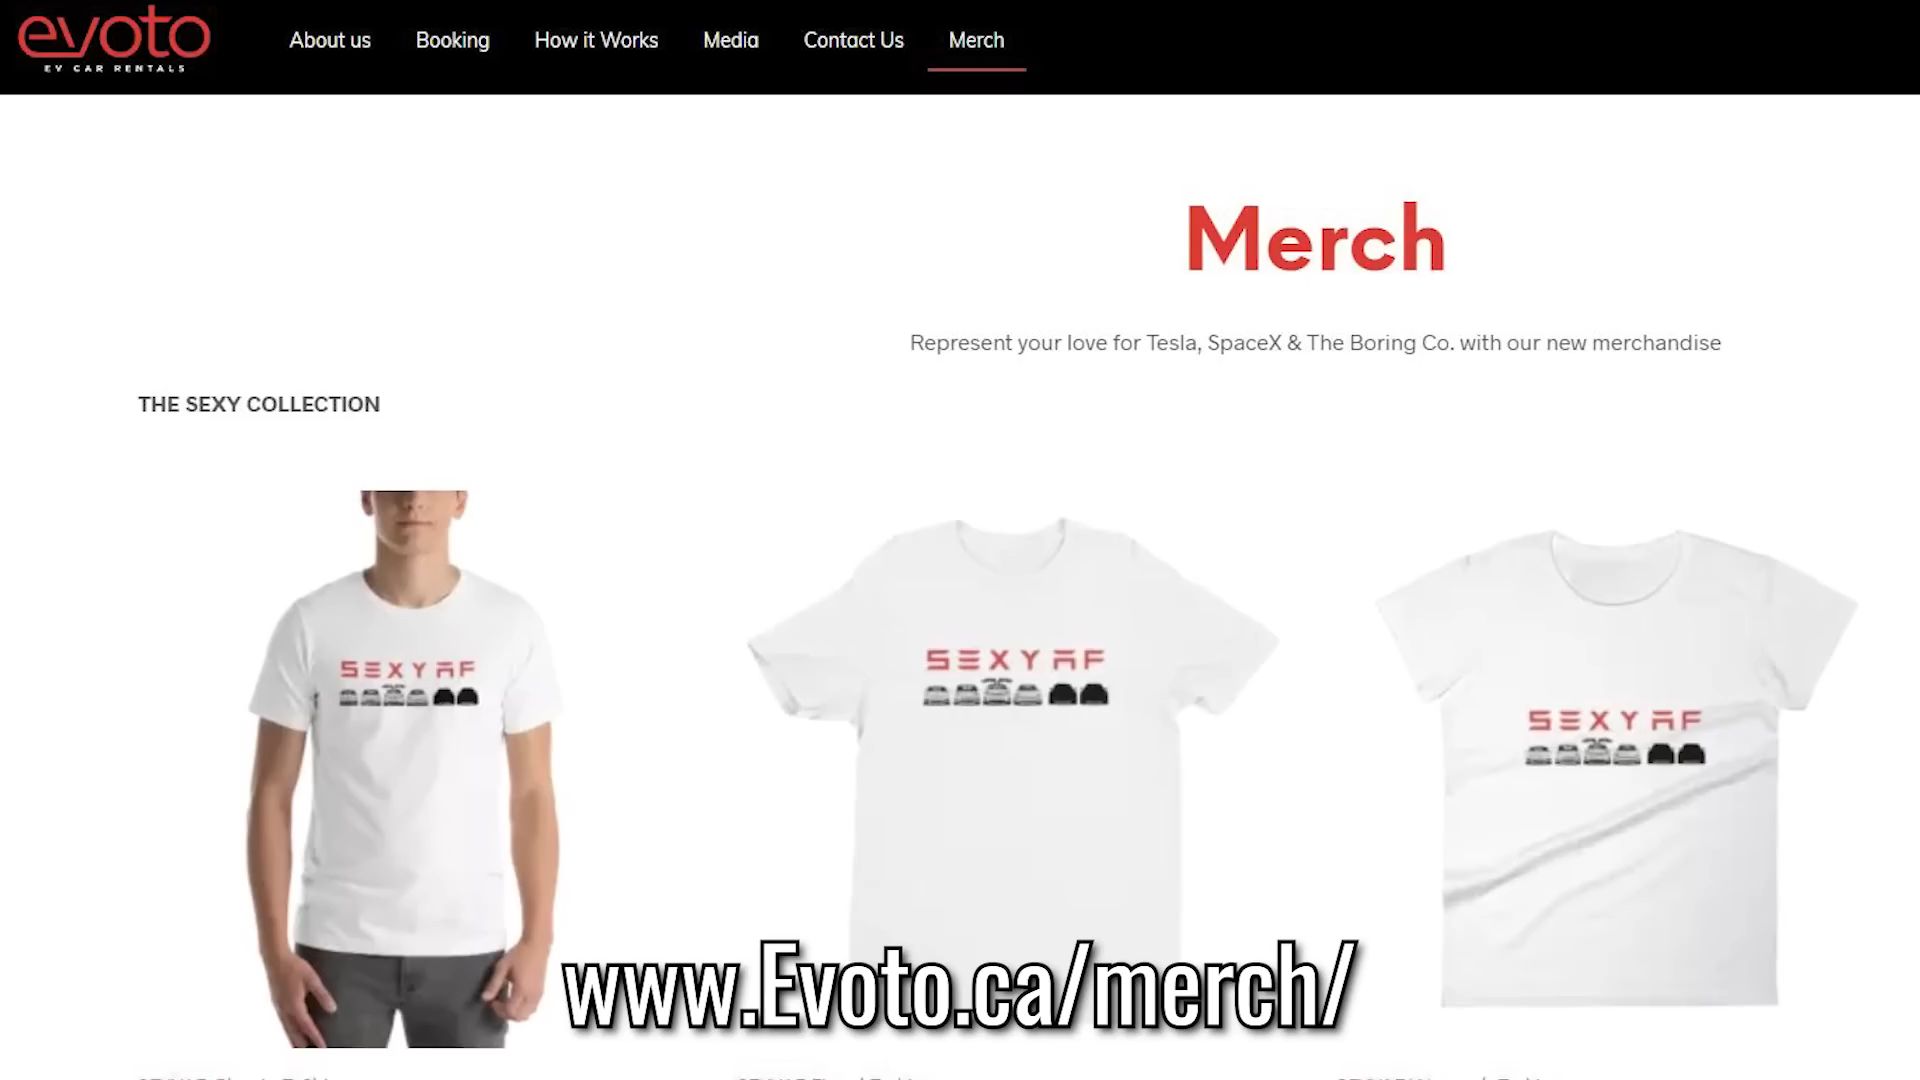 evoto
EV CAR RENTALS
About us Booking How it Works Media Contact Us Merch
Merch
Represent your love for Tesla, SpaceX & The Boring Co. with our new merchandise
THE SEXY COLLECTION
SEXY AF
SEXY AF
SEXY AF
www.Evoto.ca/merch/